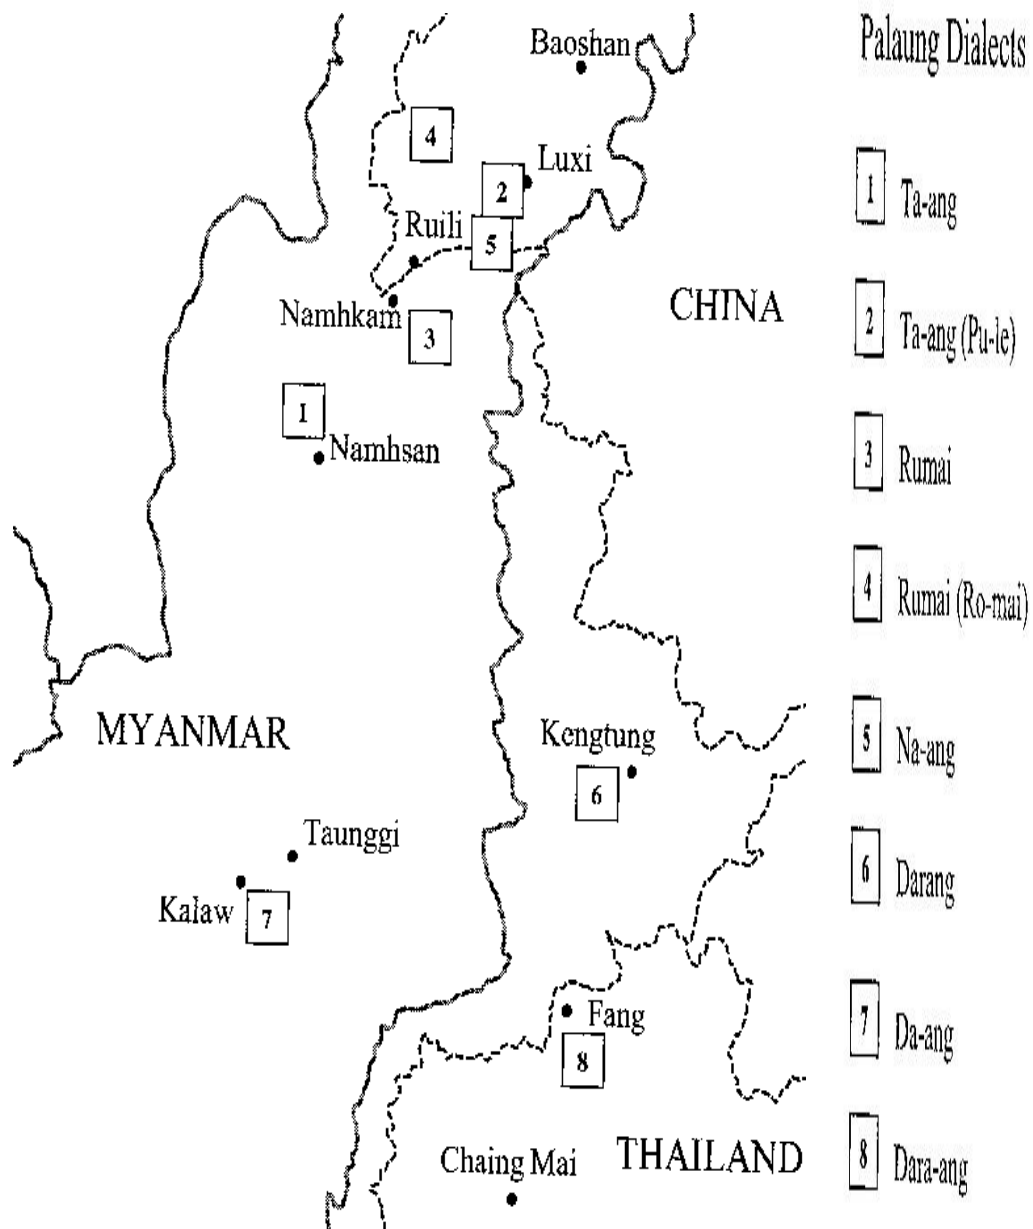 Baoshan
4
Luxi
2
Ruili
5
CHINA
Namhkam
3
1
Namhsan
MYANMAR
Kengtung
6
Taunggi
Kalaw
7
Fang
8
Chaing Mai
THAILAND
Palaung Dialects
1 Ta-ang
2 Ta-ang (Pu-le)
3 Rumai
4 Rumai (Ro-mai)
5 Na-ang
6 Darang
7 Da-ang
8 Dara-ang